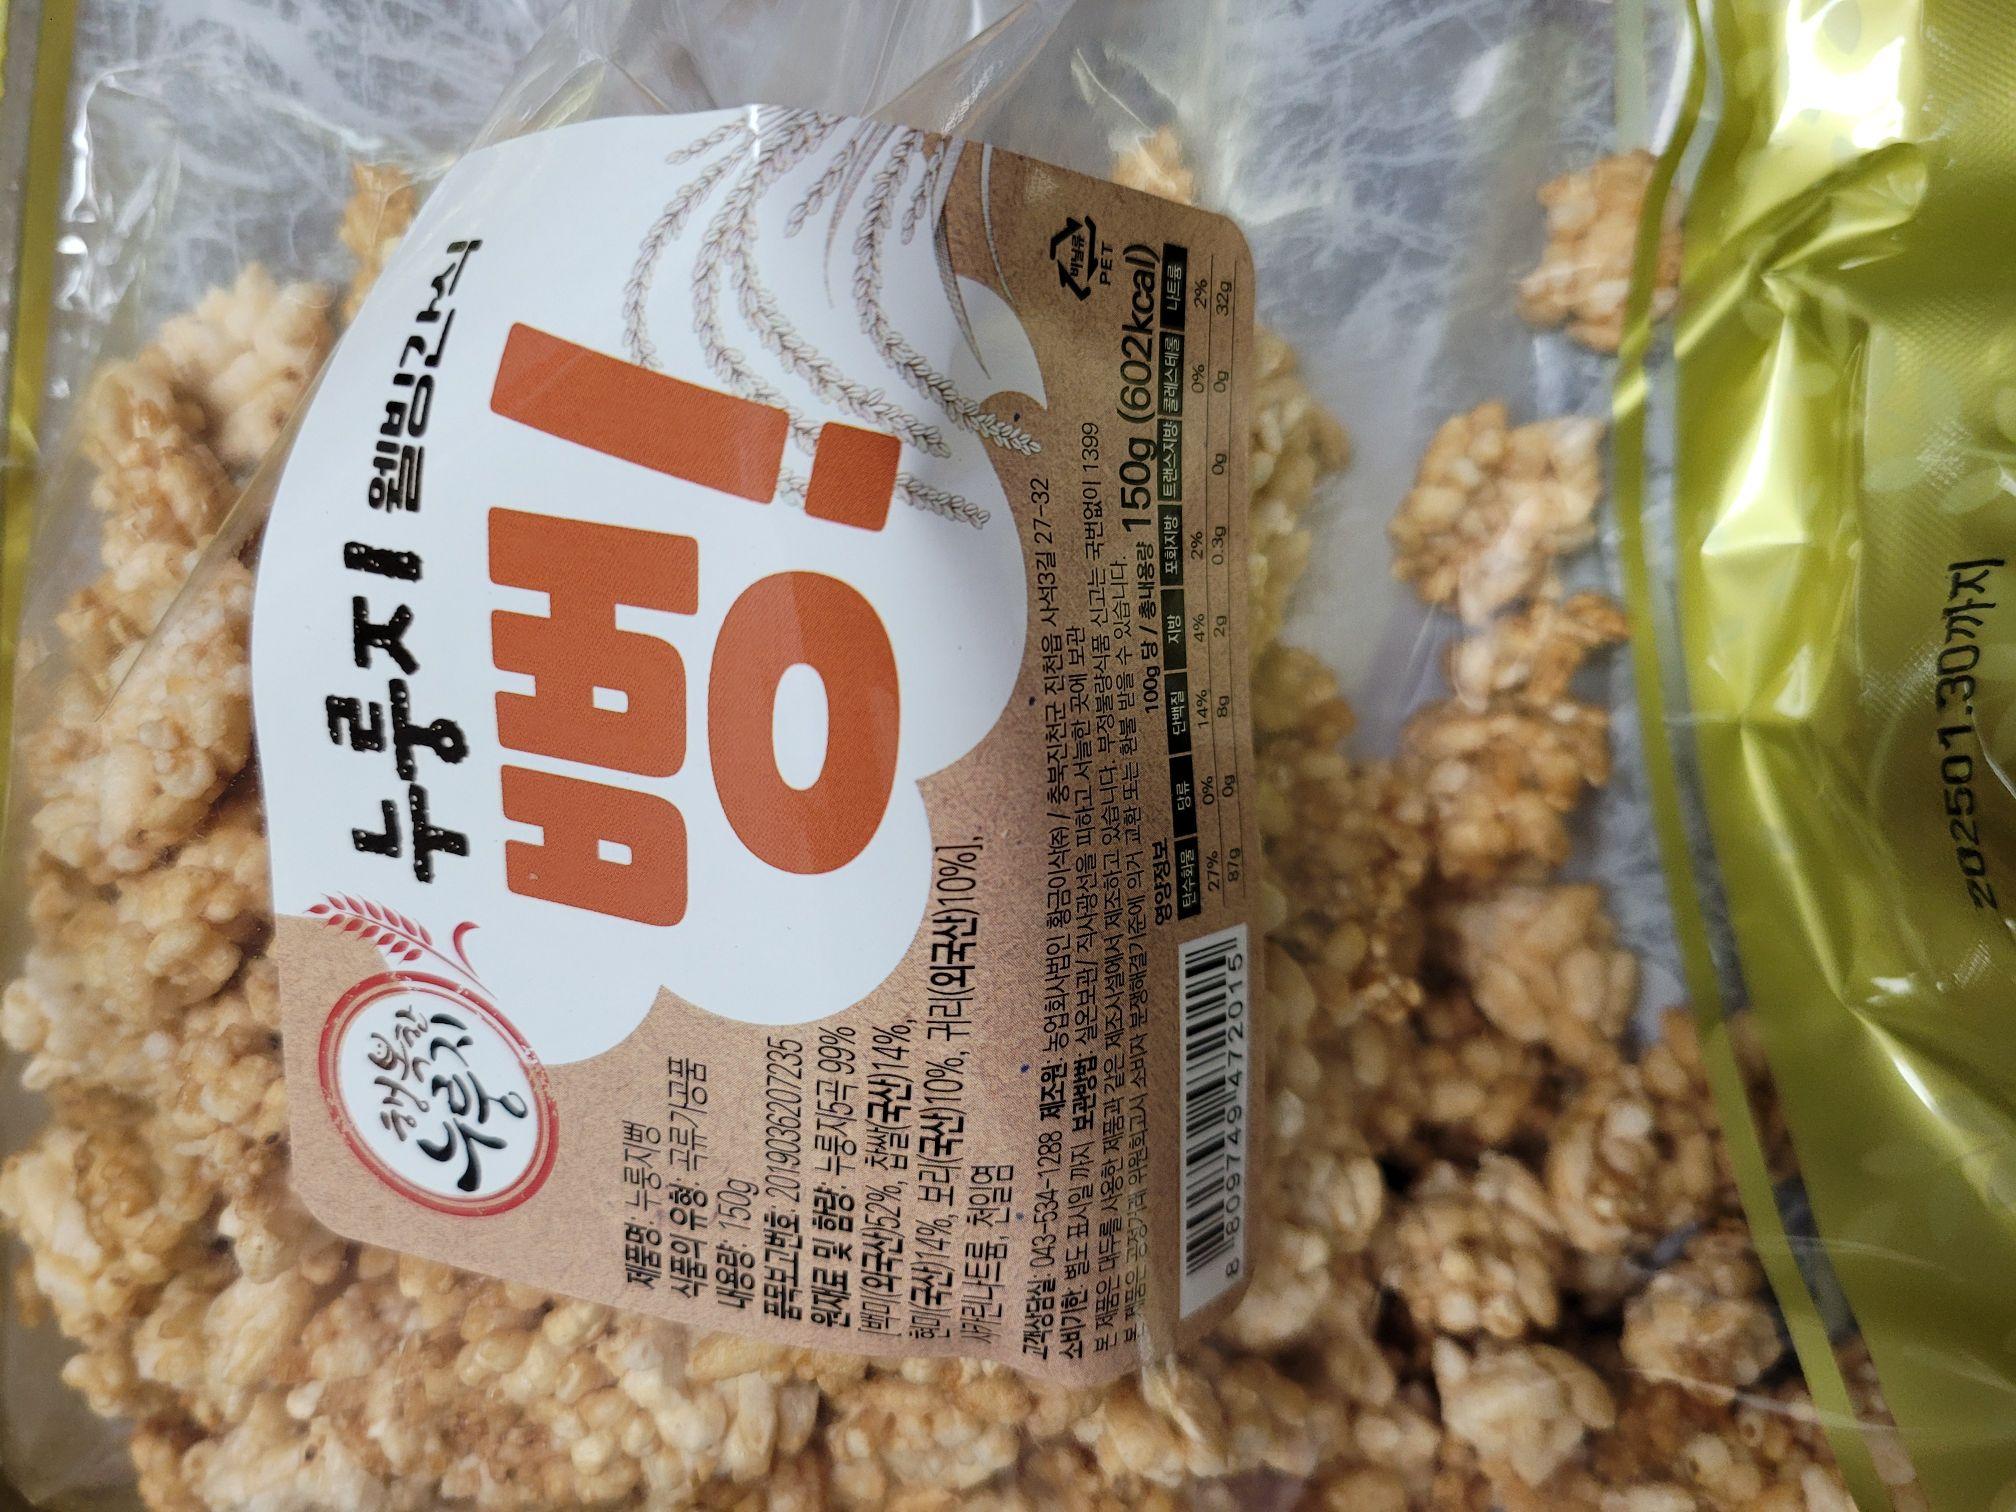 행복한
누룽지
누룽지 | 웰빙간식
뻥!
제품명: 누룽지뻥
식품의 유형: 곡류가공품
내용량: 150g
품목보고번호: 2019036207235
원재료 및 함량: 누룽지5곡 99%
[백미(외국산)52%, 찹쌀(국산)14%,
현미(국산)14%, 보리(국산)10%, 귀리(외국산)10%],
사카린나트륨, 천일염
고객상담실: 043-534-1288 제조원: 농업회사법인 황금이삭(주) / 충북진천군 진천읍 사석3길 27-32
소비기한: 별도 표시일 까지 보관방법: 실온보관/ 직사광선을 피하고 서늘한 곳에 보관
본 제품은 대두를 사용한 제품과 같은 제조시설에서 제조하고 있습니다. 부정불량식품 신고는 국번없이 1399
본 제품은 공정거래 위원회고시 소비자 분쟁해결기준에 의거 교환 또는 환불 받을 수 있습니다.
영양정보 100g 당 / 총내용량 150g (602kcal)
탄수화물 당류 단백질 지방 포화지방 트랜스지방 콜레스테롤 나트륨
27% 0% 14% 4% 2% 0% 2%
87g 0g 8g 2g 0.3g 0g 0g 32g
비닐류
PET
8 809749 472015
202501.30까지